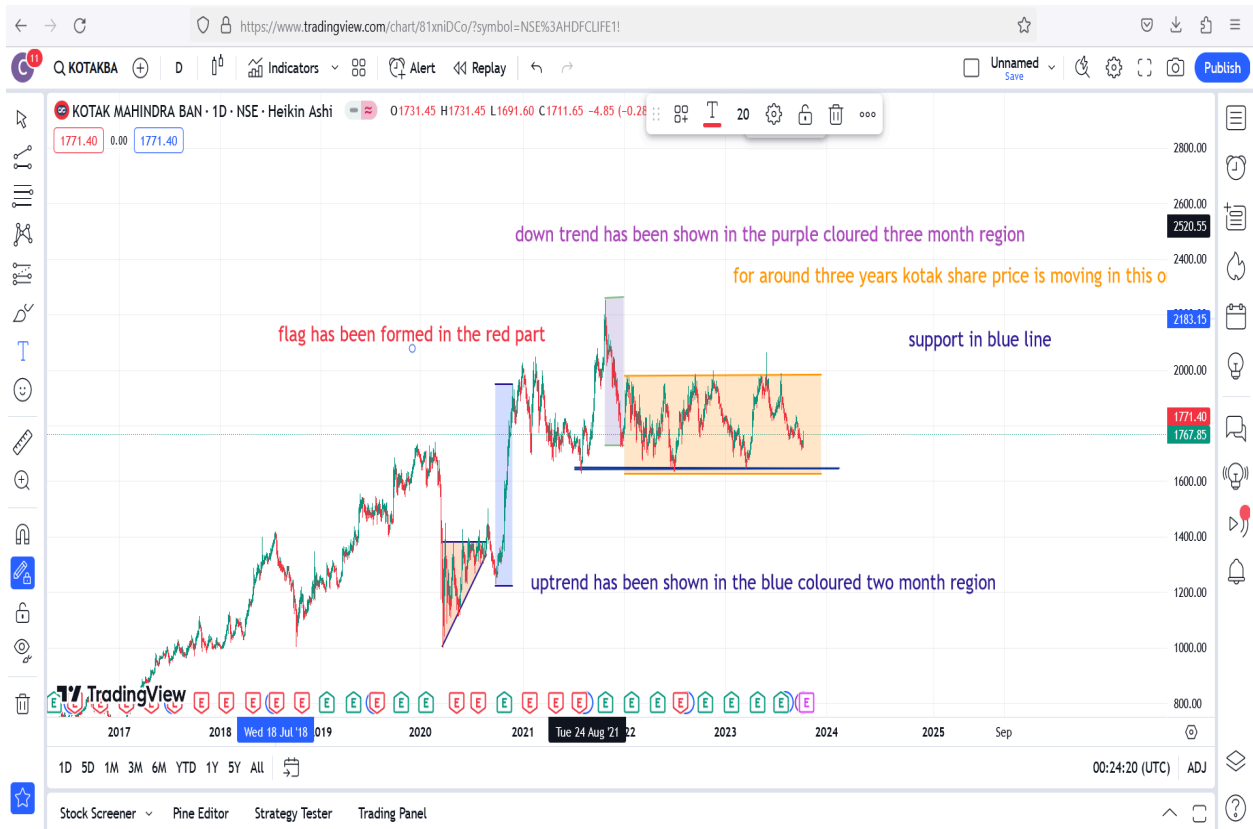 https://www.tradingview.com/chart/81xniDCo/?symbol=NSE%3AHDFCLIFE1!
C 11 KOTAKBA D Indicators Alert Replay Unnamed Save Publish
KOTAK MAHINDRA BAN · 1D · NSE · Heikin Ashi O1731.45 H1731.45 L1691.60 C1711.65 −4.85 (−0.28
T 20
1771.40 0.00 1771.40
2800.00
2600.00
2520.55
down trend has been shown in the purple cloured three month region
2400.00
for around three years kotak share price is moving in this o
2183.15
flag has been formed in the red part
support in blue line
2000.00
1771.40
1767.85
1600.00
1400.00
uptrend has been shown in the blue coloured two month region
1200.00
1000.00
TradingView
800.00
E E E E E E E E E E E E E E E E E E E E E E E E E E E E
2017 2018 Wed 18 Jul '18 019 2020 2021 Tue 24 Aug '21 22 2023 2024 2025 Sep
1D 5D 1M 3M 6M YTD 1Y 5Y All 00:24:20 (UTC) ADJ
Stock Screener Pine Editor Strategy Tester Trading Panel